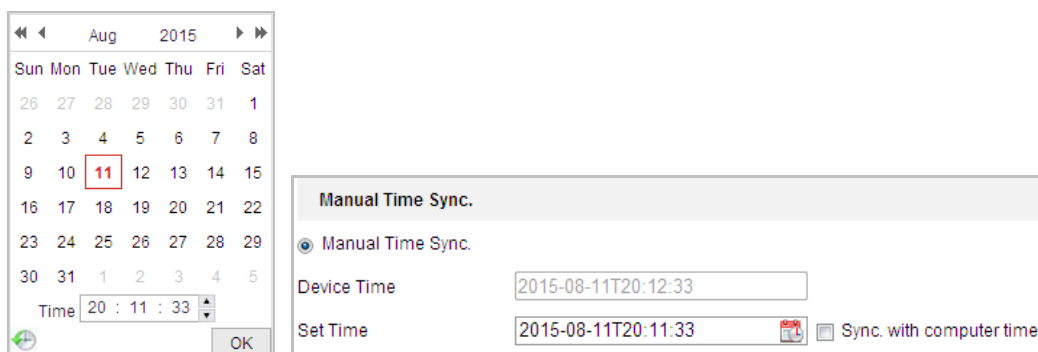 Aug 2015
Sun Mon Tue Wed Thu Fri Sat
26 27 28 29 30 31 1
2 3 4 5 6 7 8
9 10 11 12 13 14 15
16 17 18 19 20 21 22
23 24 25 26 27 28 29
30 31 1 2 3 4 5
Time 20 : 11 : 33
OK
Manual Time Sync.
Manual Time Sync.
Device Time 2015-08-11T20:12:33
Set Time 2015-08-11T20:11:33 Sync. with computer time